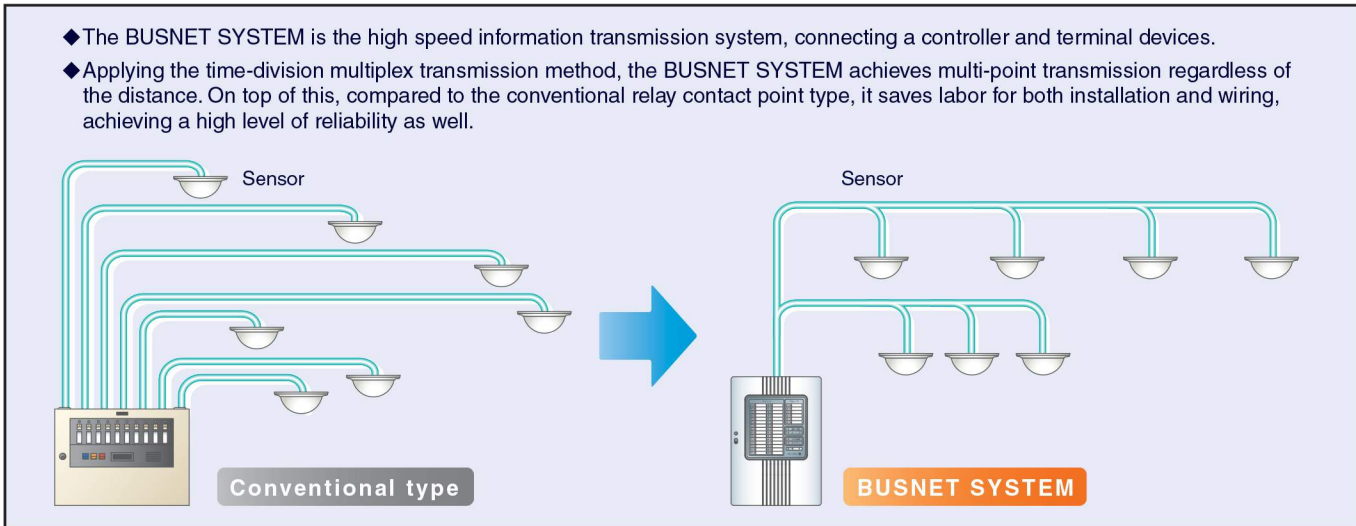 ◆The BUSNET SYSTEM is the high speed information transmission system, connecting a controller and terminal devices.
◆Applying the time-division multiplex transmission method, the BUSNET SYSTEM achieves multi-point transmission regardless of
the distance. On top of this, compared to the conventional relay contact point type, it saves labor for both installation and wiring,
achieving a high level of reliability as well.
Sensor
Sensor
Conventional type
BUSNET SYSTEM